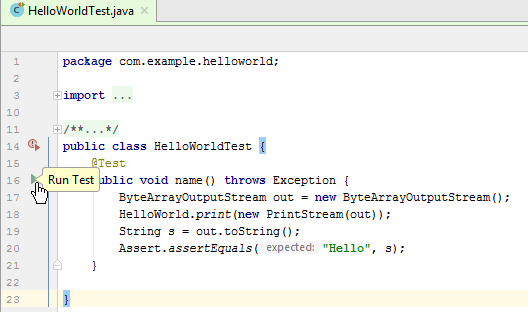 HelloWorldTest.java ×
1 package com.example.helloworld;
2
3 import ...
10
11 /**...*/
14 public class HelloWorldTest {
15 @Test
16 Run Test public void name() throws Exception {
17 ByteArrayOutputStream out = new ByteArrayOutputStream();
18 HelloWorld.print(new PrintStream(out));
19 String s = out.toString();
20 Assert.assertEquals( expected: "Hello", s);
21 }
22
23 }